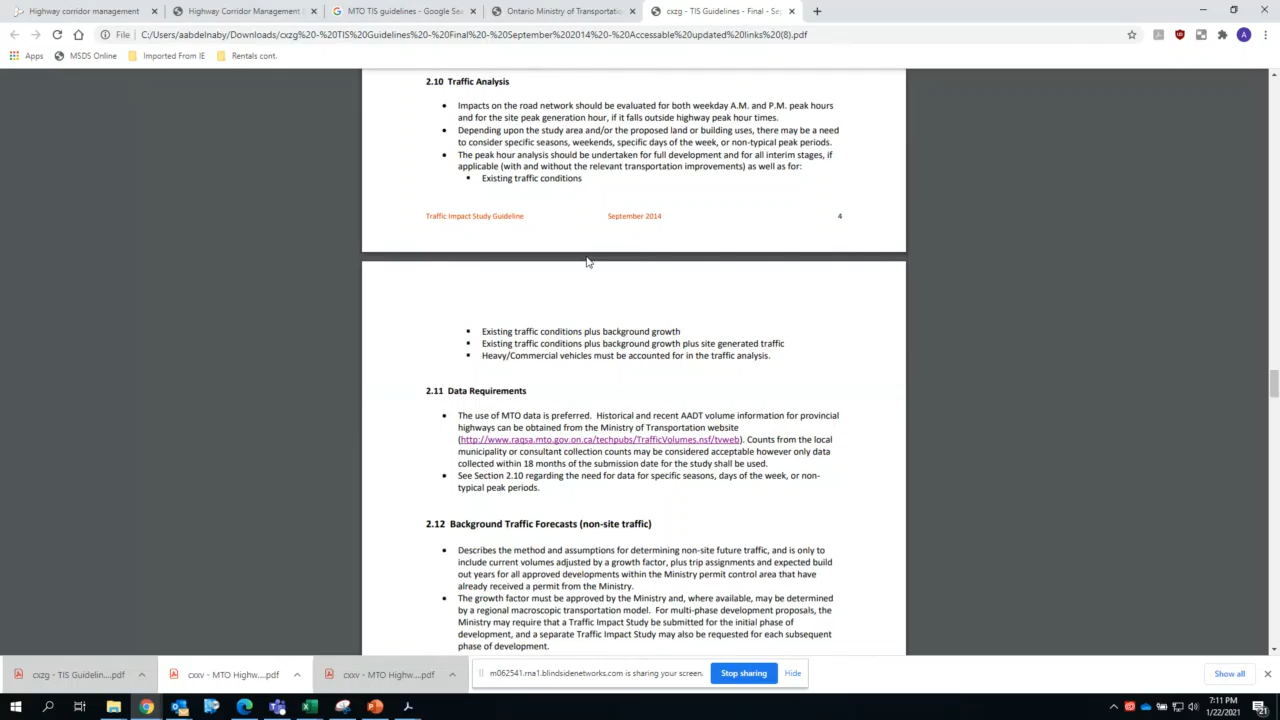 Highway corridor management
Highway Corridor Management
MTO TIS guidelines - Google Sea
Ontario Ministry of Transportatio
cxzg - TIS Guidelines - Final - Se
File
C:/Users/aabdelnaby/Downloads/cxzg%20-%20TIS%20Guidelines%20-%20Final%20-%20September%202014%20-%20Accessable%20updated%20links%20(8).pdf
A
Apps
MSDS Online
Imported From IE
Rentals cont.
2.10 Traffic Analysis
• Impacts on the road network should be evaluated for both weekday A.M. and P.M. peak hours
and for the site peak generation hour, if it falls outside highway peak hour times.
• Depending upon the study area and/or the proposed land or building uses, there may be a need
to consider specific seasons, weekends, specific days of the week, or non-typical peak periods.
• The peak hour analysis should be undertaken for full development and for all interim stages, if
applicable (with and without the relevant transportation improvements) as well as for:
▪ Existing traffic conditions
Traffic Impact Study Guideline September 2014 4
▪ Existing traffic conditions plus background growth
▪ Existing traffic conditions plus background growth plus site generated traffic
▪ Heavy/Commercial vehicles must be accounted for in the traffic analysis.
2.11 Data Requirements
• The use of MTO data is preferred. Historical and recent AADT volume information for provincial
highways can be obtained from the Ministry of Transportation website
(http://www.raqsa.mto.gov.on.ca/techpubs/TrafficVolumes.nsf/tvweb). Counts from the local
municipality or consultant collection counts may be considered acceptable however only data
collected within 18 months of the submission date for the study shall be used.
• See Section 2.10 regarding the need for data for specific seasons, days of the week, or non-
typical peak periods.
2.12 Background Traffic Forecasts (non-site traffic)
• Describes the method and assumptions for determining non-site future traffic, and is only to
include current volumes adjusted by a growth factor, plus trip assignments and expected build
out years for all approved developments within the Ministry permit control area that have
already received a permit from the Ministry.
• The growth factor must be approved by the Ministry and, where available, may be determined
by a regional macroscopic transportation model. For multi-phase development proposals, the
Ministry may require that a Traffic Impact Study be submitted for the initial phase of
development, and a separate Traffic Impact Study may also be requested for each subsequent
phase of development.
cxzg - TIS Guidelin....pdf
cxxv - MTO Highw....pdf
cxxv - MTO Highw....pdf
m062541.rna1.blindsidenetworks.com is sharing your screen.
Stop sharing
Hide
Show all
7:11 PM
1/22/2021
21